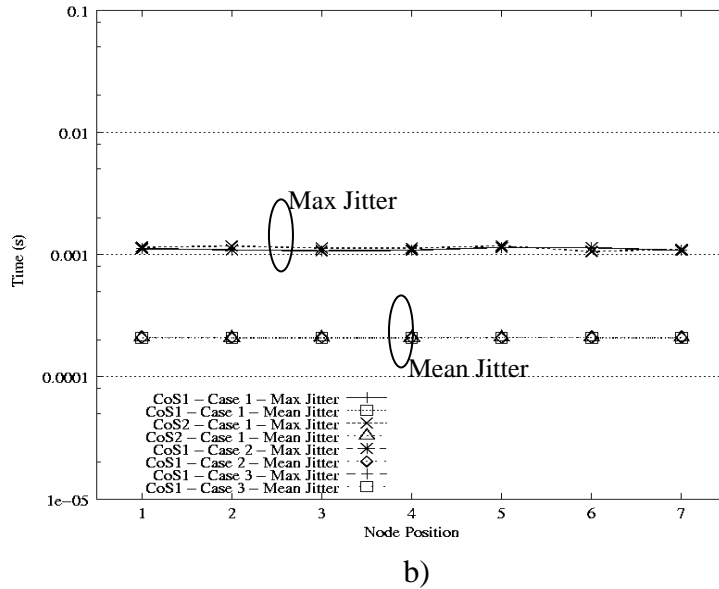 0.1
0.01
0.001
0.0001
1e−05
Time (s)
Max Jitter
Mean Jitter
CoS1 − Case 1 − Max Jitter
CoS1 − Case 1 − Mean Jitter
CoS2 − Case 1 − Max Jitter
CoS2 − Case 1 − Mean Jitter
CoS1 − Case 2 − Max Jitter
CoS1 − Case 2 − Mean Jitter
CoS1 − Case 3 − Max Jitter
CoS1 − Case 3 − Mean Jitter
1 2 3 4 5 6 7
Node Position
b)